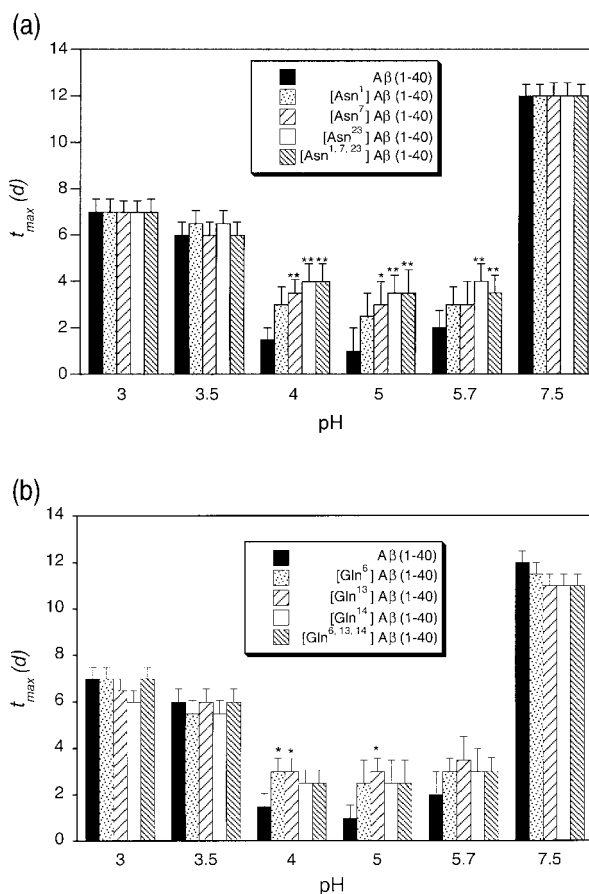 (a)
14
12
10
8
6
4
2
0
t_max (d)
Aβ (1-40)
[Asn¹] Aβ (1-40)
[Asn⁷] Aβ (1-40)
[Asn²³] Aβ (1-40)
[Asn¹,⁷,²³] Aβ (1-40)
** ** **
* ** **
** **
3 3.5 4 5 5.7 7.5
pH
(b)
14
12
10
8
6
4
2
0
t_max (d)
Aβ (1-40)
[Gln⁶] Aβ (1-40)
[Gln¹³] Aβ (1-40)
[Gln¹⁴] Aβ (1-40)
[Gln⁶,¹³,¹⁴] Aβ (1-40)
* *
*
3 3.5 4 5 5.7 7.5
pH